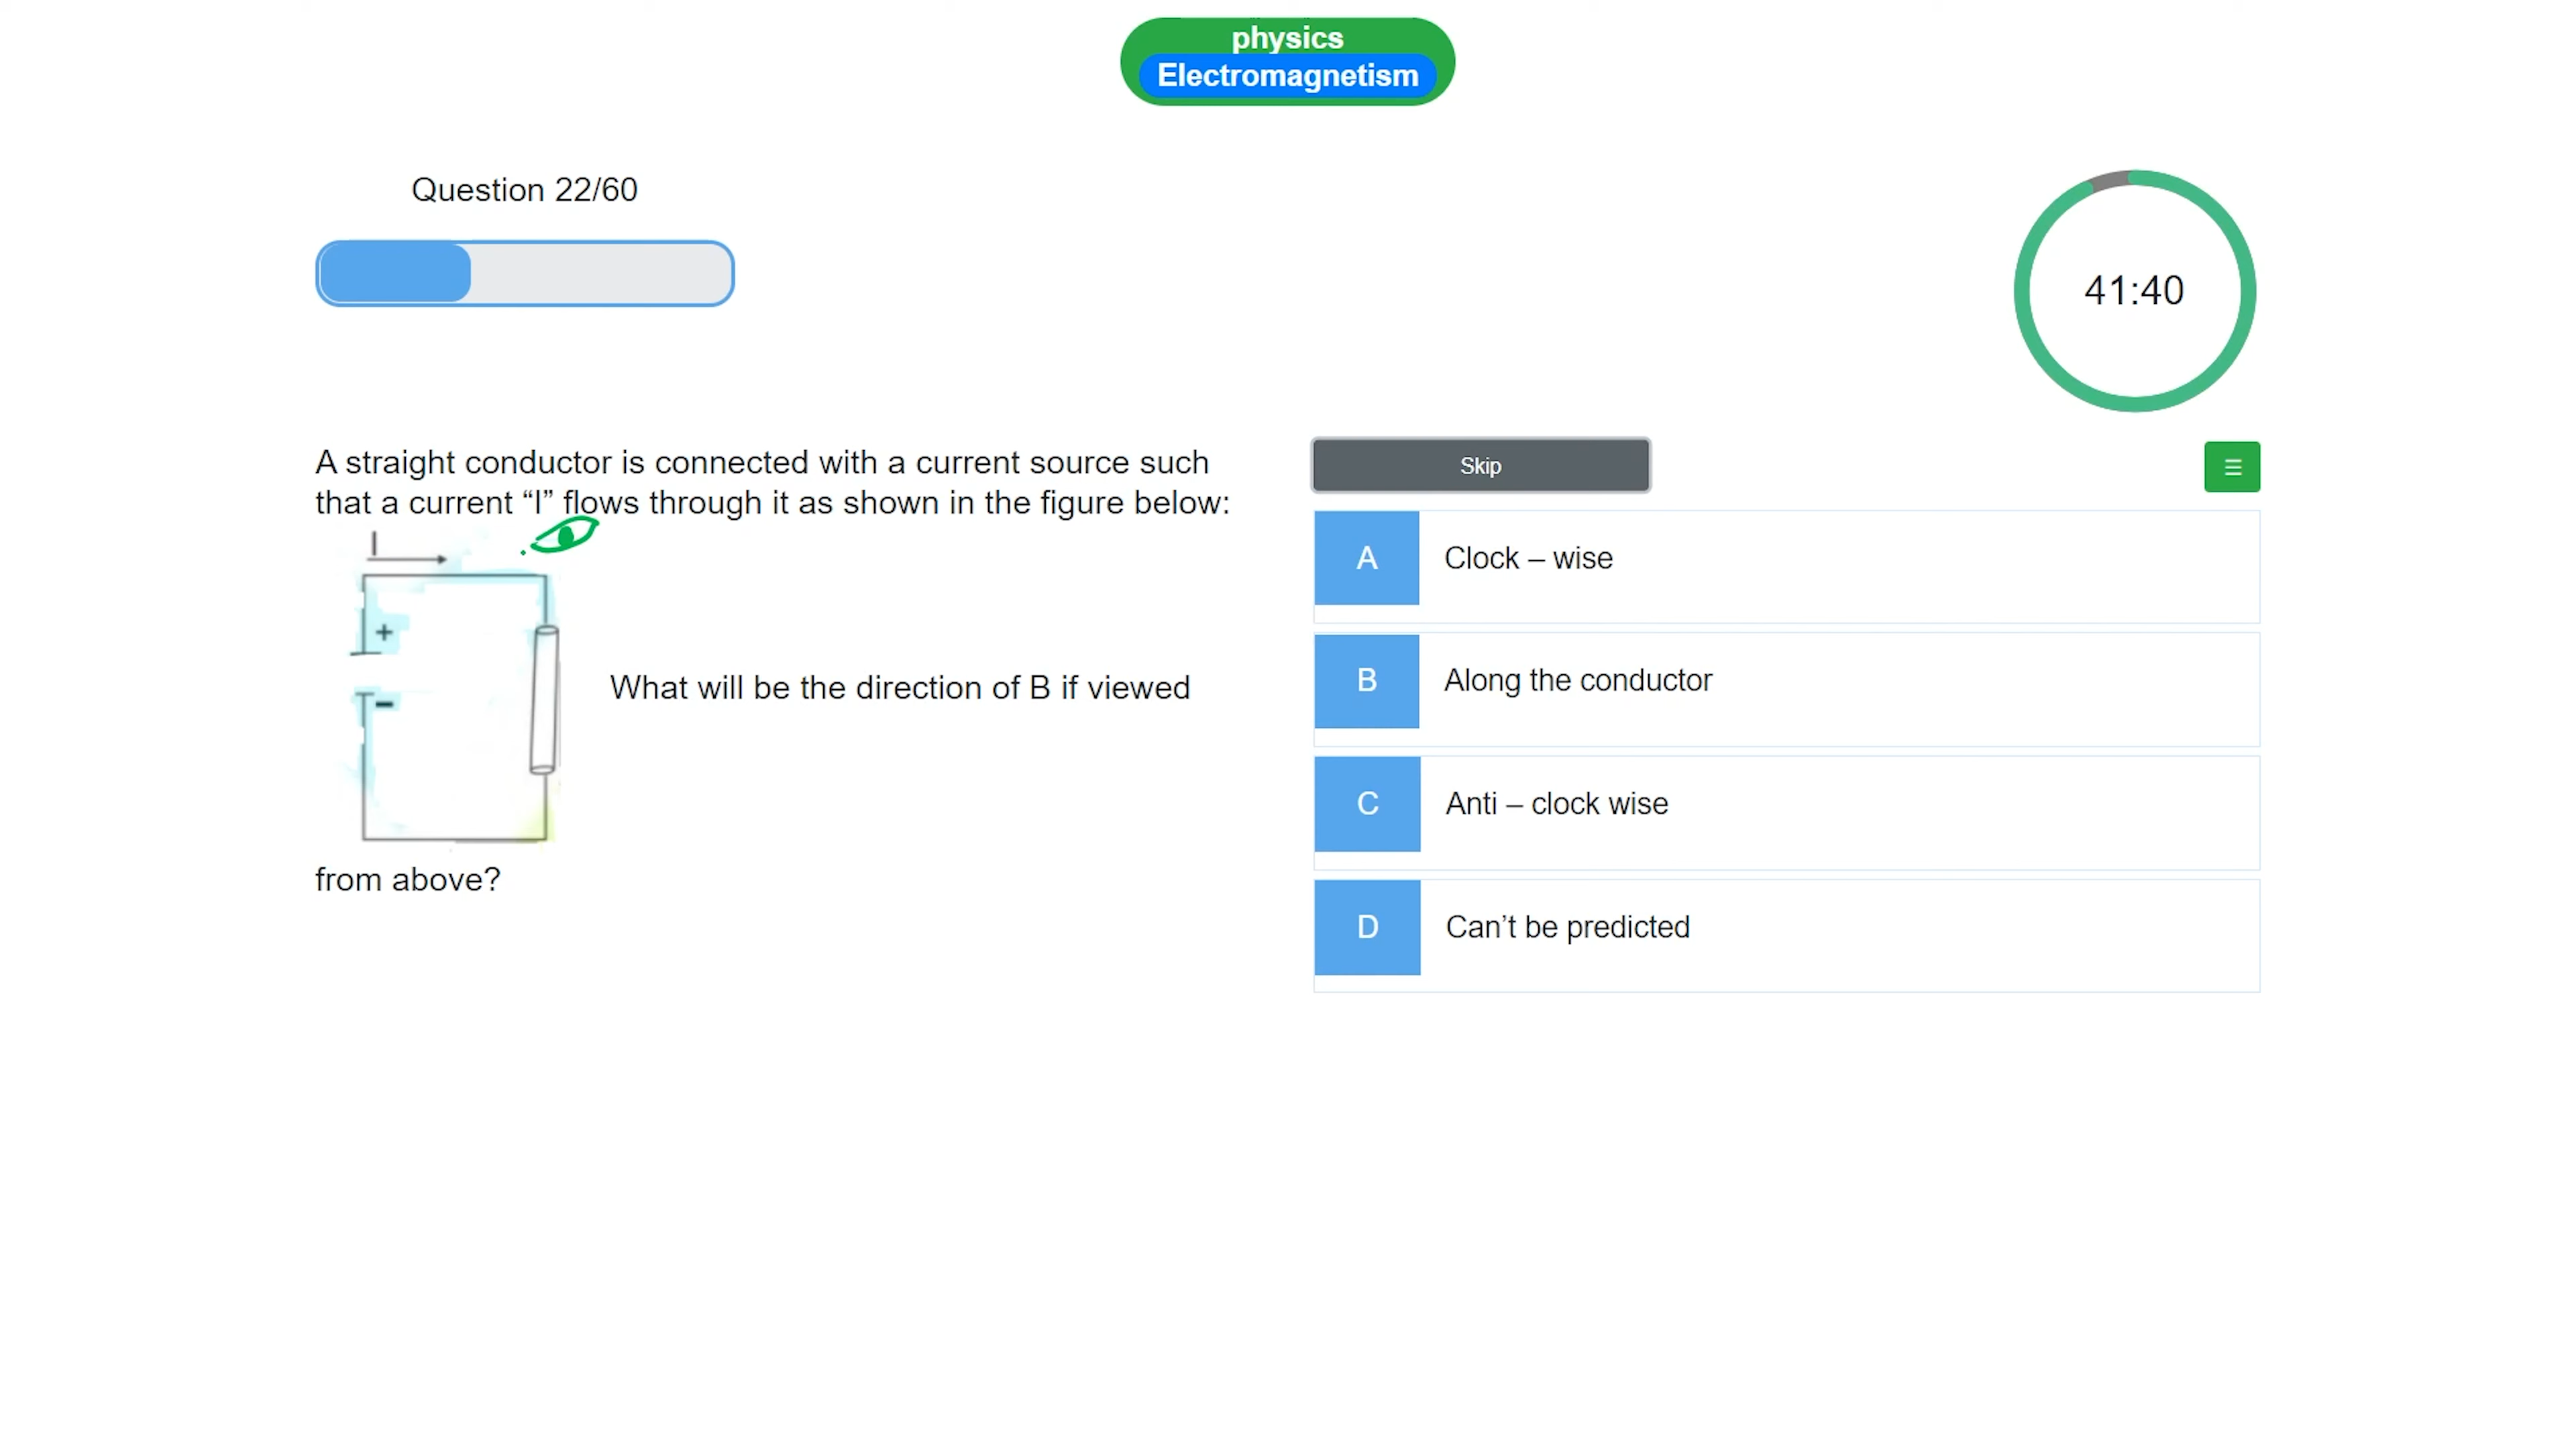 physics
Electromagnetism
Question 22/60
41:40
A straight conductor is connected with a current source such
that a current “I” flows through it as shown in the figure below:
I
+
−
What will be the direction of B if viewed
from above?
Skip
☰
A Clock – wise
B Along the conductor
C Anti – clock wise
D Can’t be predicted